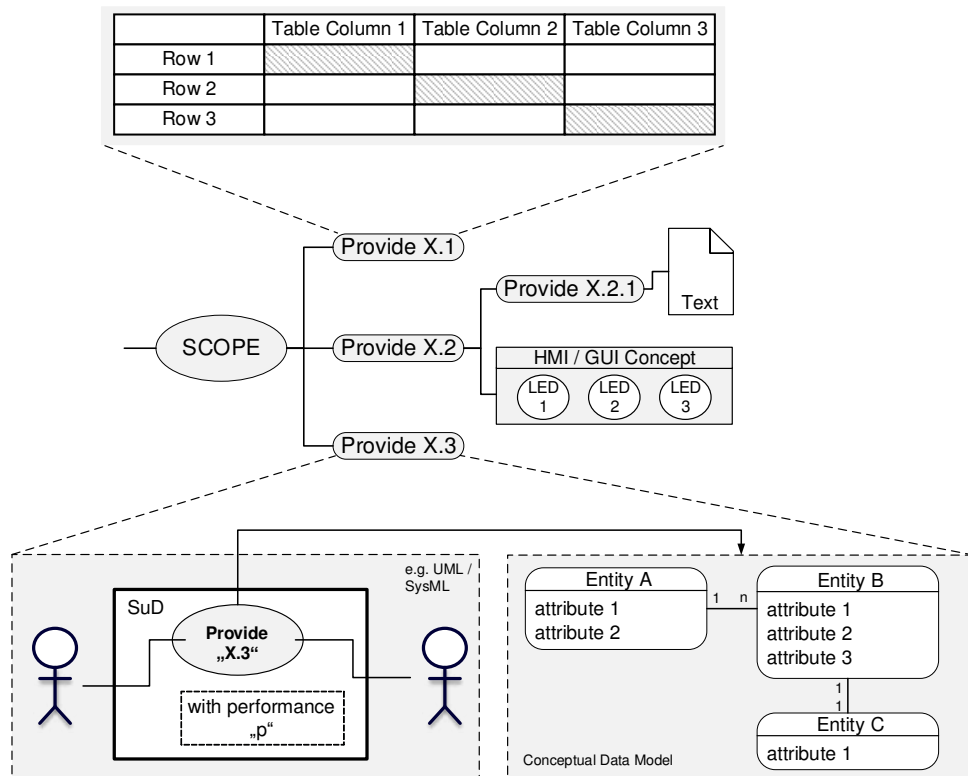 Table Column 1 Table Column 2 Table Column 3
Row 1
Row 2
Row 3
Provide X.1
Provide X.2.1
Text
SCOPE
Provide X.2
HMI / GUI Concept
LED 1
LED 2
LED 3
Provide X.3
e.g. UML /
SysML
SuD
Provide
„X.3“
with performance
„p“
Entity A
attribute 1
attribute 2
1 n
Entity B
attribute 1
attribute 2
attribute 3
1
1
Entity C
attribute 1
Conceptual Data Model